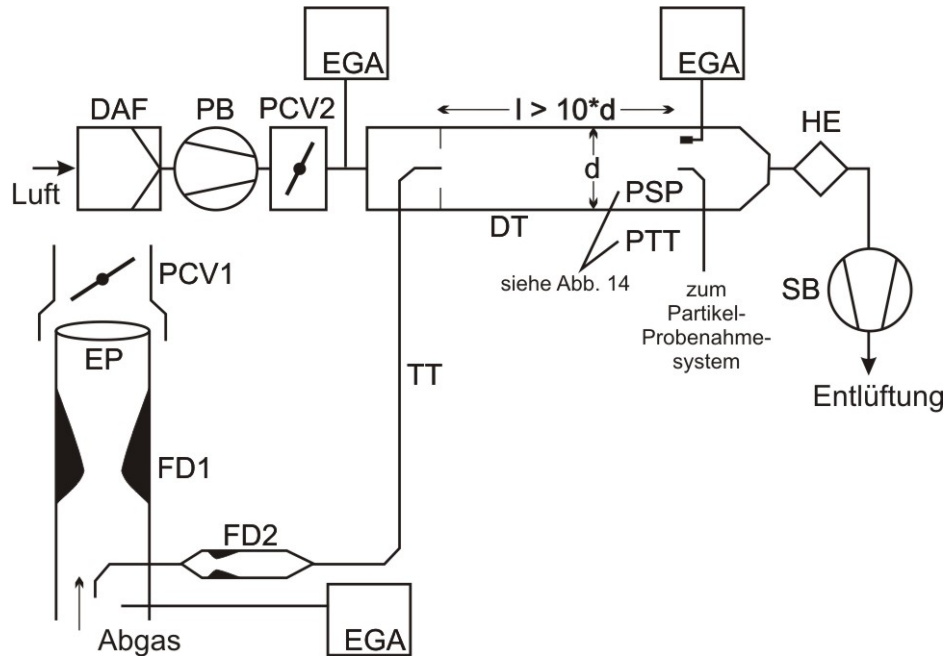 EGA
EGA
DAF
PB
PCV2
l > 10*d
HE
Luft
d
PSP
DT
PTT
PCV1
siehe Abb. 14
zum
Partikel-
Probenahme-
system
SB
EP
TT
Entlüftung
FD1
FD2
Abgas
EGA